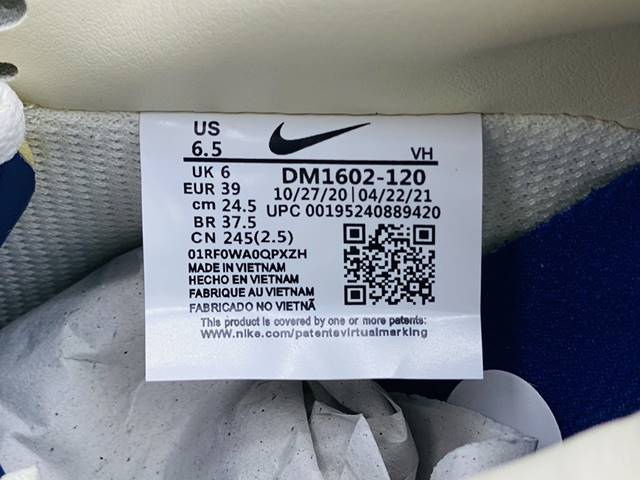 US
6.5
VH
UK 6
EUR 39
cm 24.5
BR 37.5
CN 245(2.5)
DM1602-120
10/27/20|04/22/21
UPC 00195240889420
01RF0WA0QPXZH
MADE IN VIETNAM
HECHO EN VIETNAM
FABRIQUE AU VIETNAM
FABRICADO NO VIETNÃ
This product is covered by one or more patents:
www.nike.com/patentsvirtualmarking